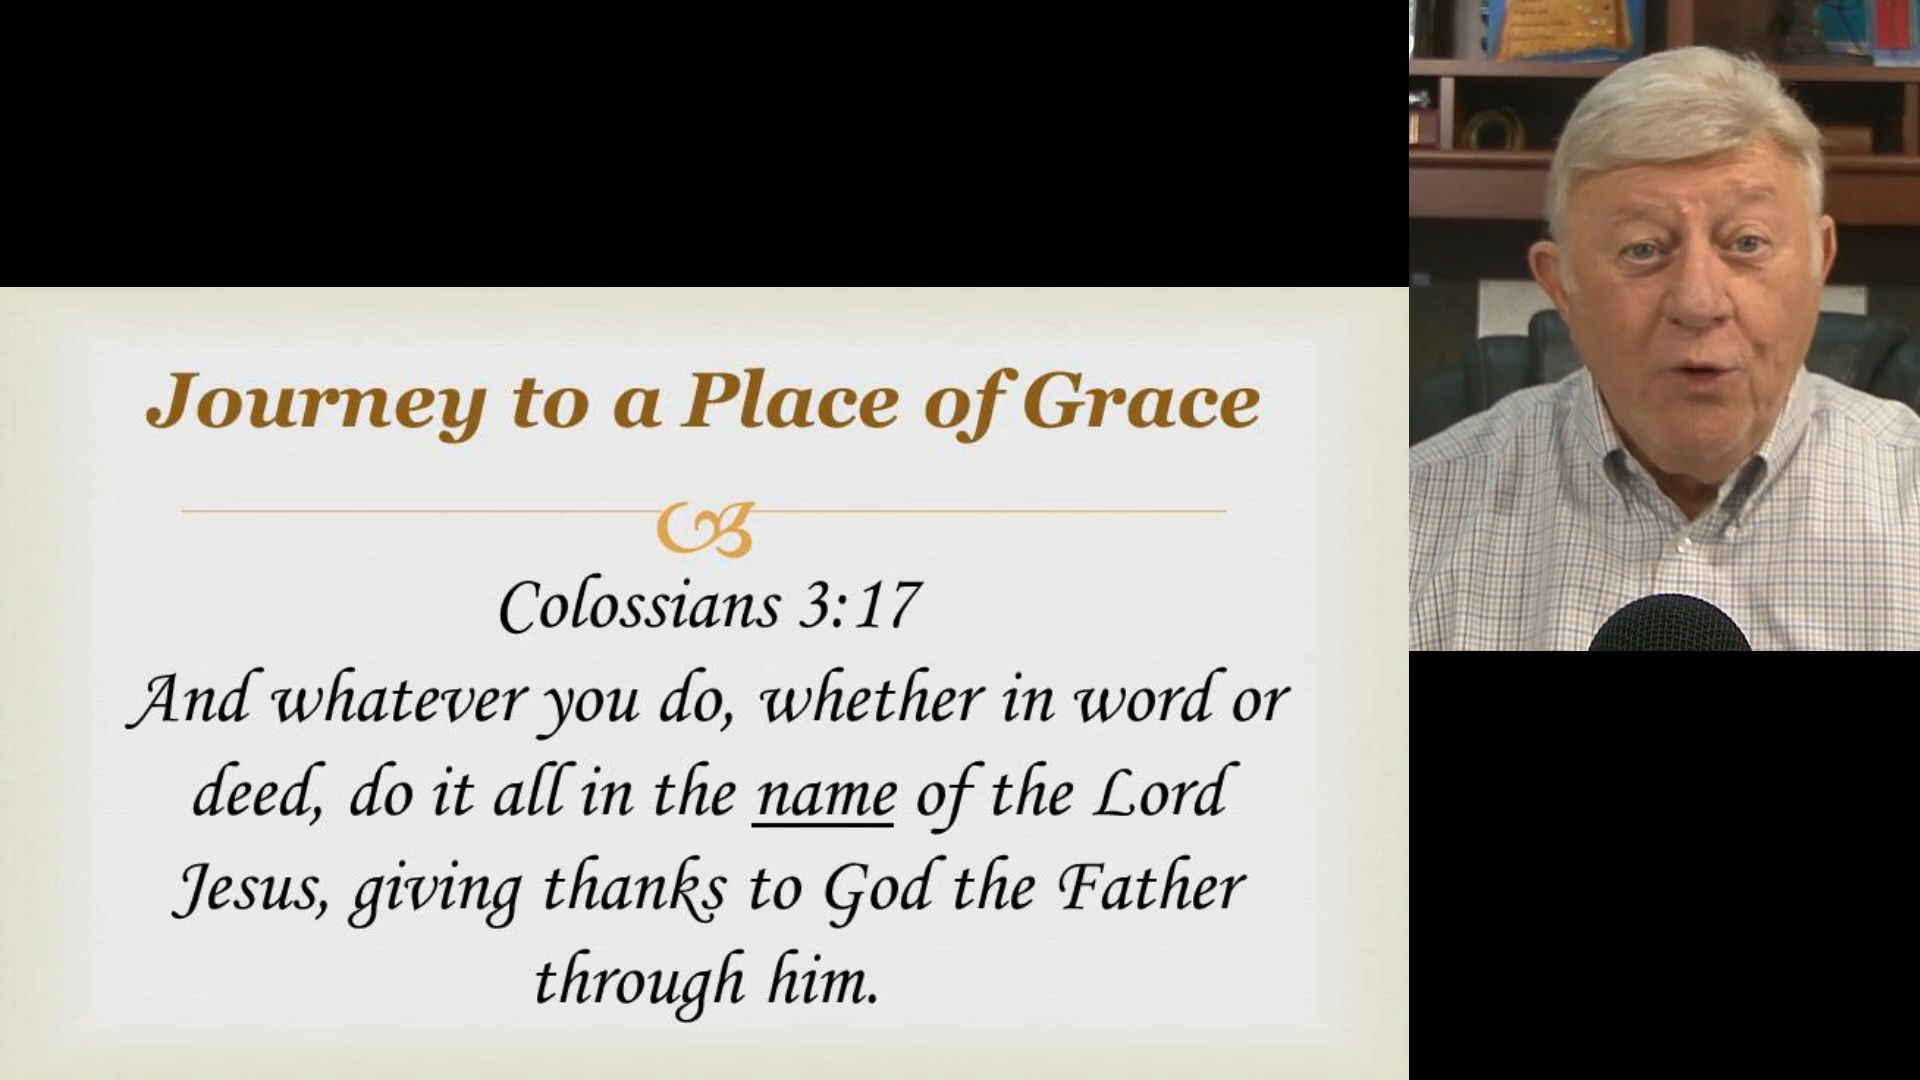 Journey to a Place of Grace
Colossians 3:17
And whatever you do, whether in word or
deed, do it all in the name of the Lord
Jesus, giving thanks to God the Father
through him.